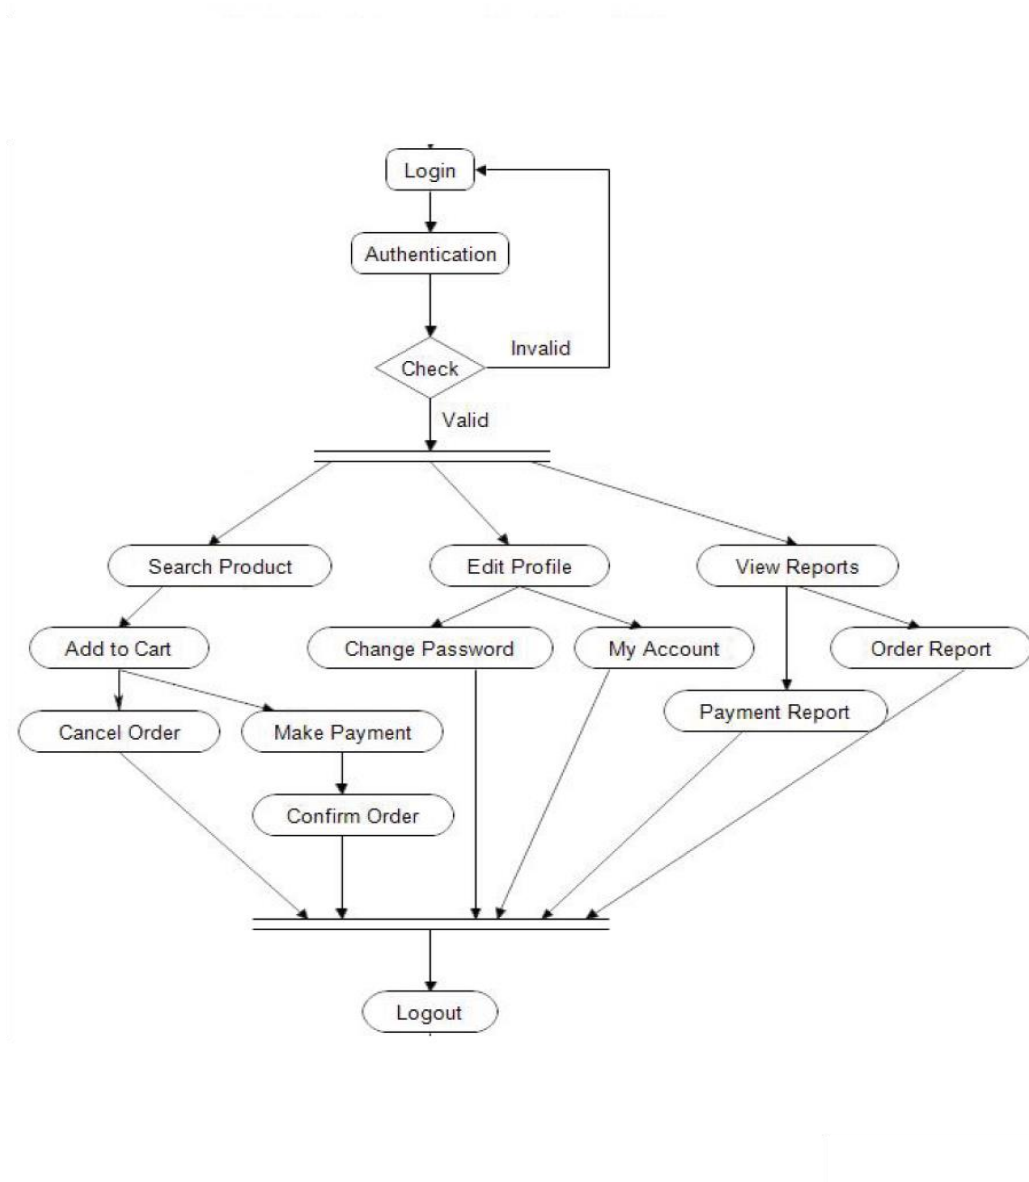 Login
Authentication
Invalid
Check
Valid
Search Product
Edit Profile
View Reports
Add to Cart
Change Password
My Account
Order Report
Payment Report
Cancel Order
Make Payment
Confirm Order
Logout